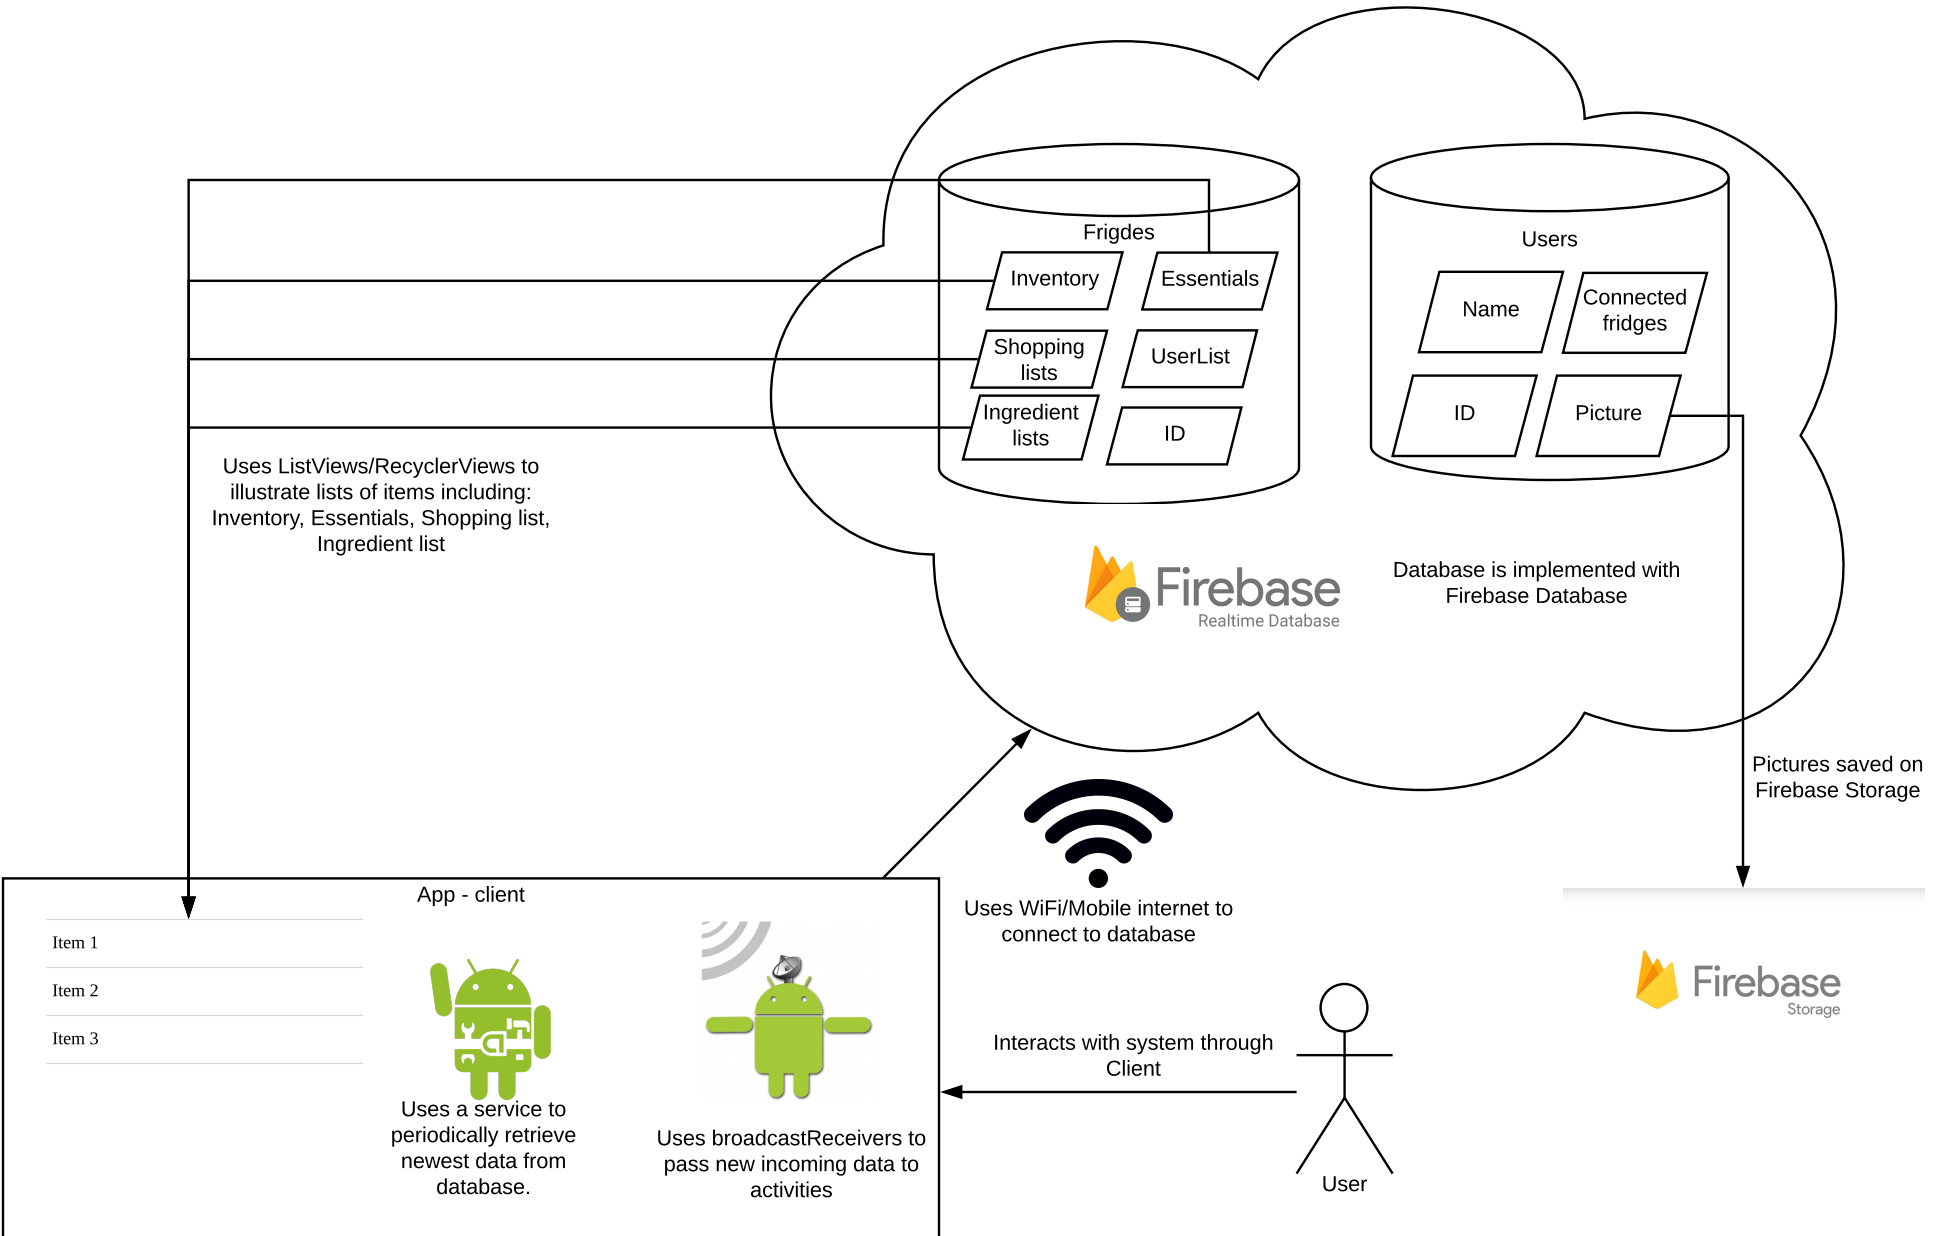 Frigdes
Inventory
Essentials
Shopping
lists
UserList
Ingredient
lists
ID
Users
Name
Connected
fridges
ID
Picture
Uses ListViews/RecyclerViews to
illustrate lists of items including:
Inventory, Essentials, Shopping list,
Ingredient list
Firebase
Realtime Database
Database is implemented with
Firebase Database
Pictures saved on
Firebase Storage
App - client
Item 1
Item 2
Item 3
Uses a service to
periodically retrieve
newest data from
database.
Uses broadcastReceivers to
pass new incoming data to
activities
Uses WiFi/Mobile internet to
connect to database
Interacts with system through
Client
User
Firebase
Storage